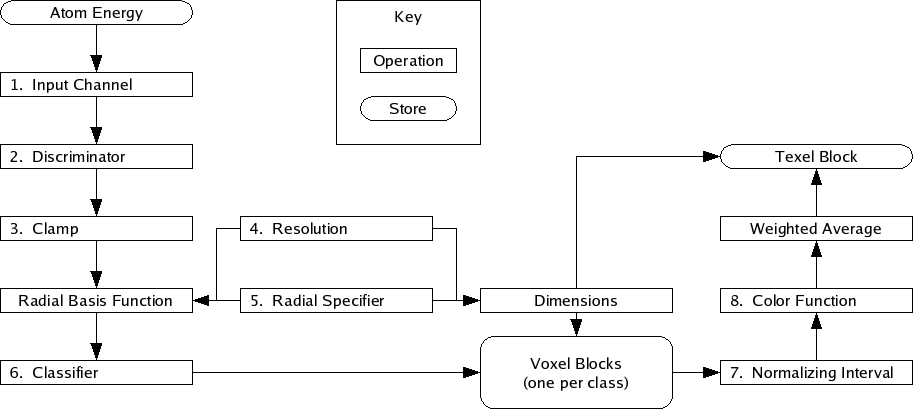 Atom Energy
Key
Operation
1. Input Channel
Store
2. Discriminator
Texel Block
3. Clamp
4. Resolution
Weighted Average
Radial Basis Function
5. Radial Specifier
Dimensions
8. Color Function
6. Classifier
Voxel Blocks
(one per class)
7. Normalizing Interval